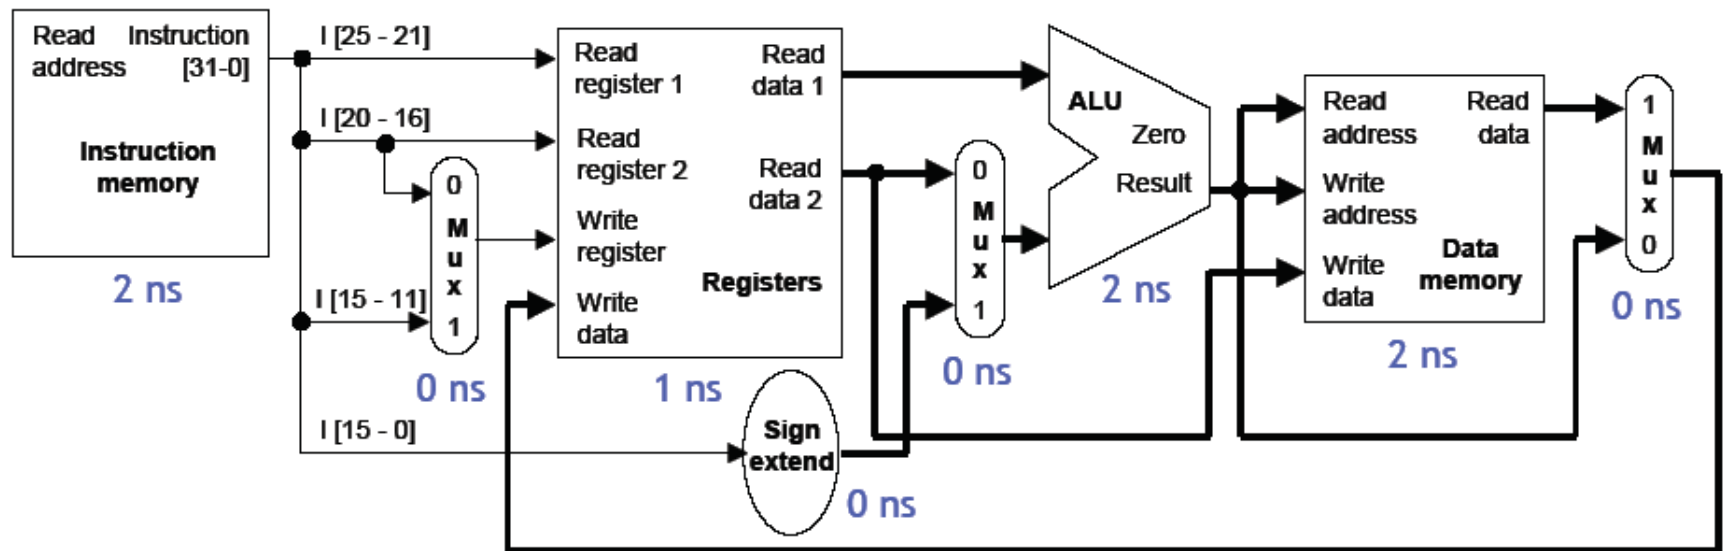 Read Instruction
address [31-0]
Instruction
memory
2 ns
I [25 - 21]
I [20 - 16]
I [15 - 11]
I [15 - 0]
0
M
u
x
1
0 ns
Read
register 1
Read
register 2
Write
register
Write
data
Read
data 1
Read
data 2
Registers
1 ns
Sign
extend
0 ns
0
M
u
x
1
0 ns
ALU
Zero
Result
2 ns
Read
address
Write
address
Write
data
Read
data
Data
memory
2 ns
1
M
u
x
0
0 ns